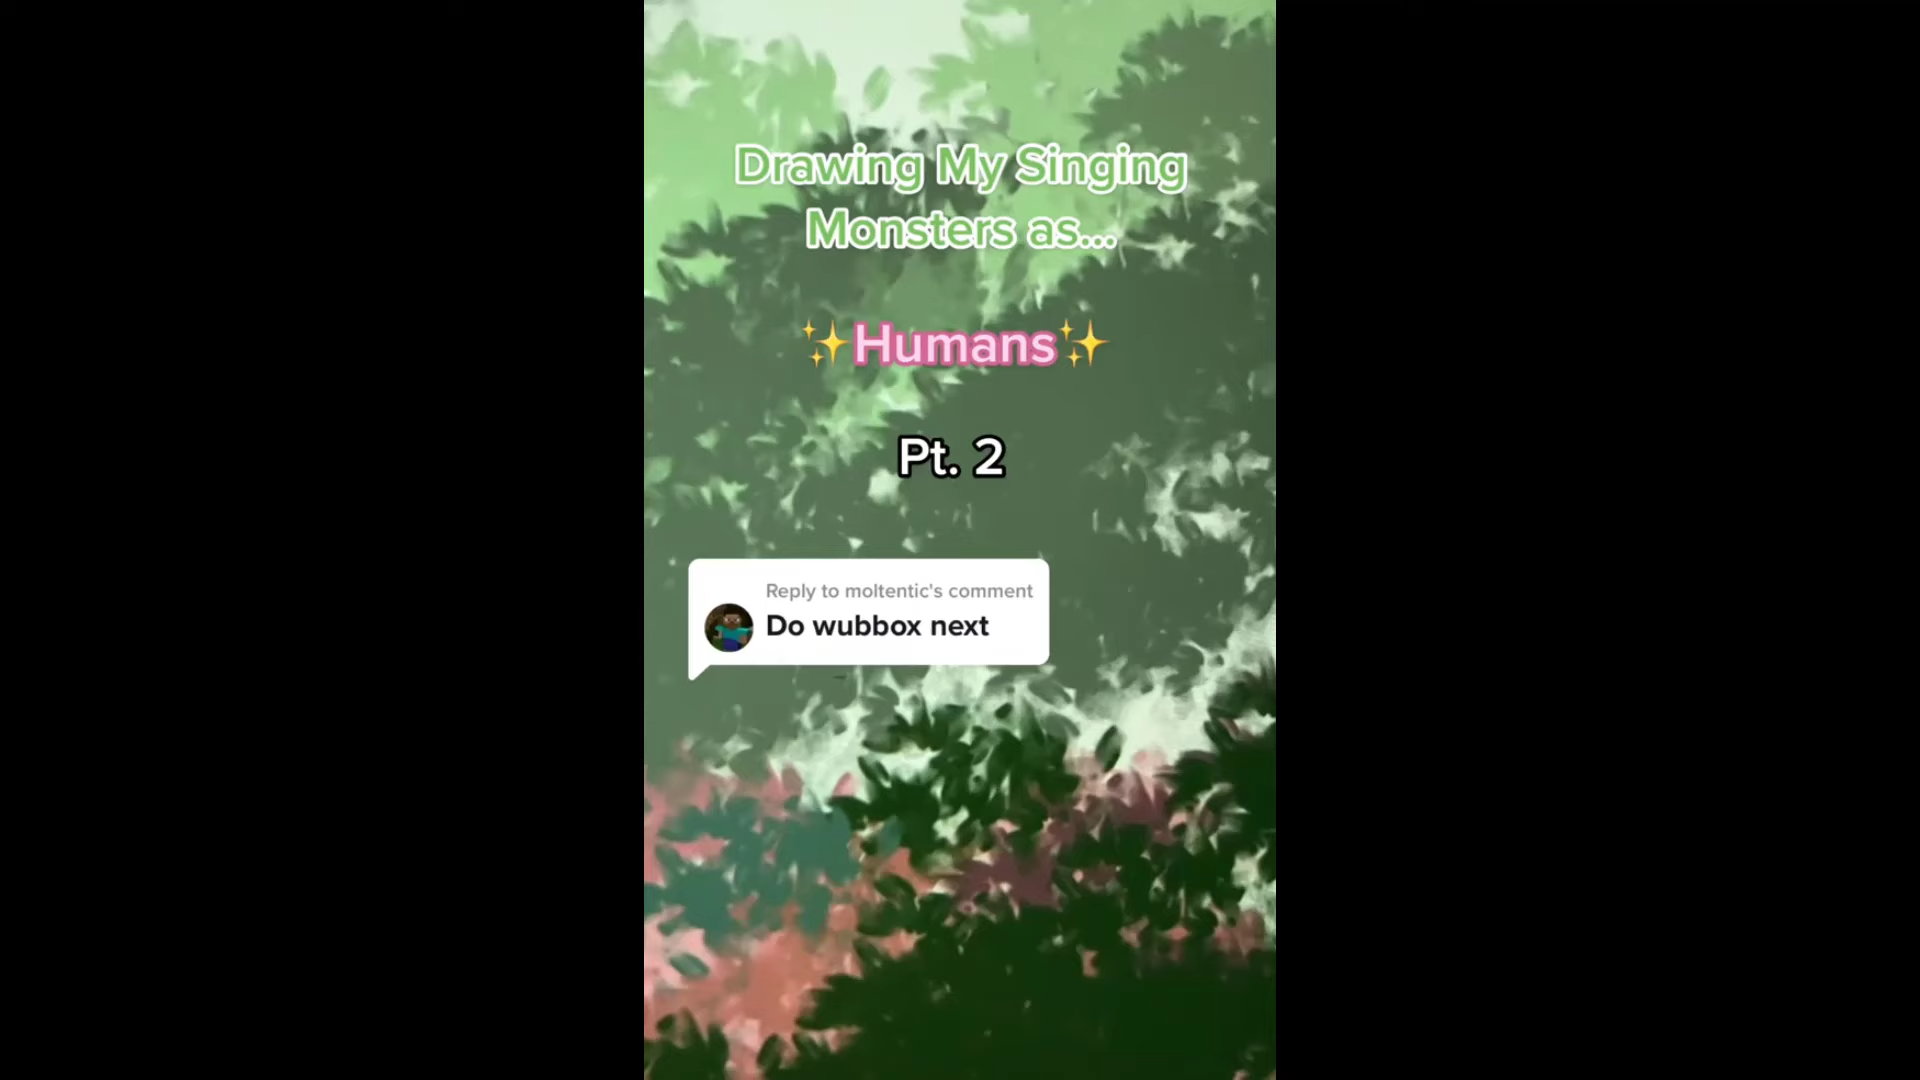 Drawing My Singing
Monsters as...
✨Humans✨
Pt. 2
Reply to moltentic's comment
Do wubbox next